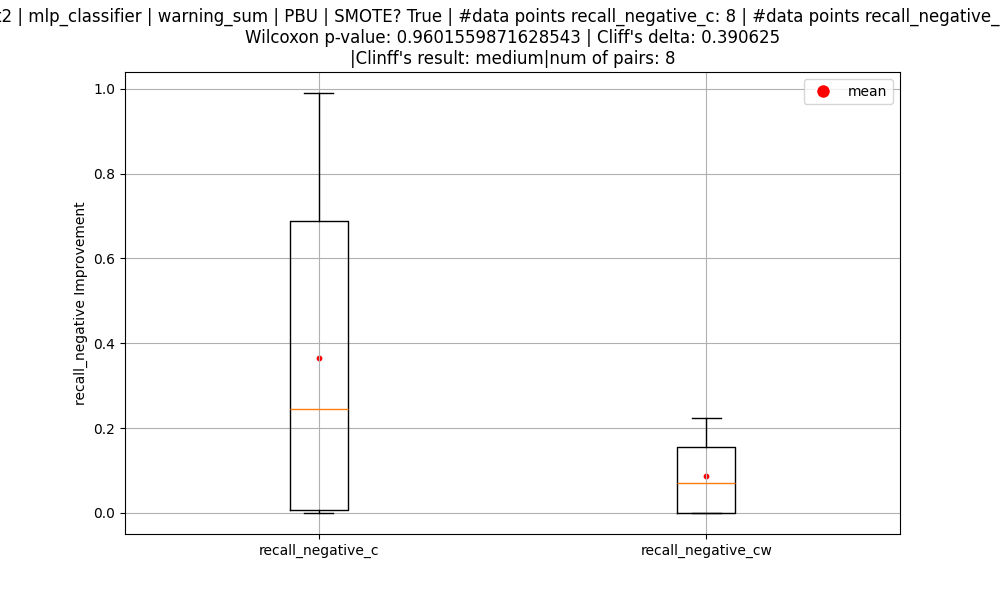 2 | mlp_classifier | warning_sum | PBU | SMOTE? True | #data points recall_negative_c: 8 | #data points recall_negative_
Wilcoxon p-value: 0.9601559871628543 | Cliff's delta: 0.390625
|Clinff's result: medium|num of pairs: 8
mean
1.0
0.8
0.6
0.4
0.2
0.0
recall_negative Improvement
recall_negative_c
recall_negative_cw